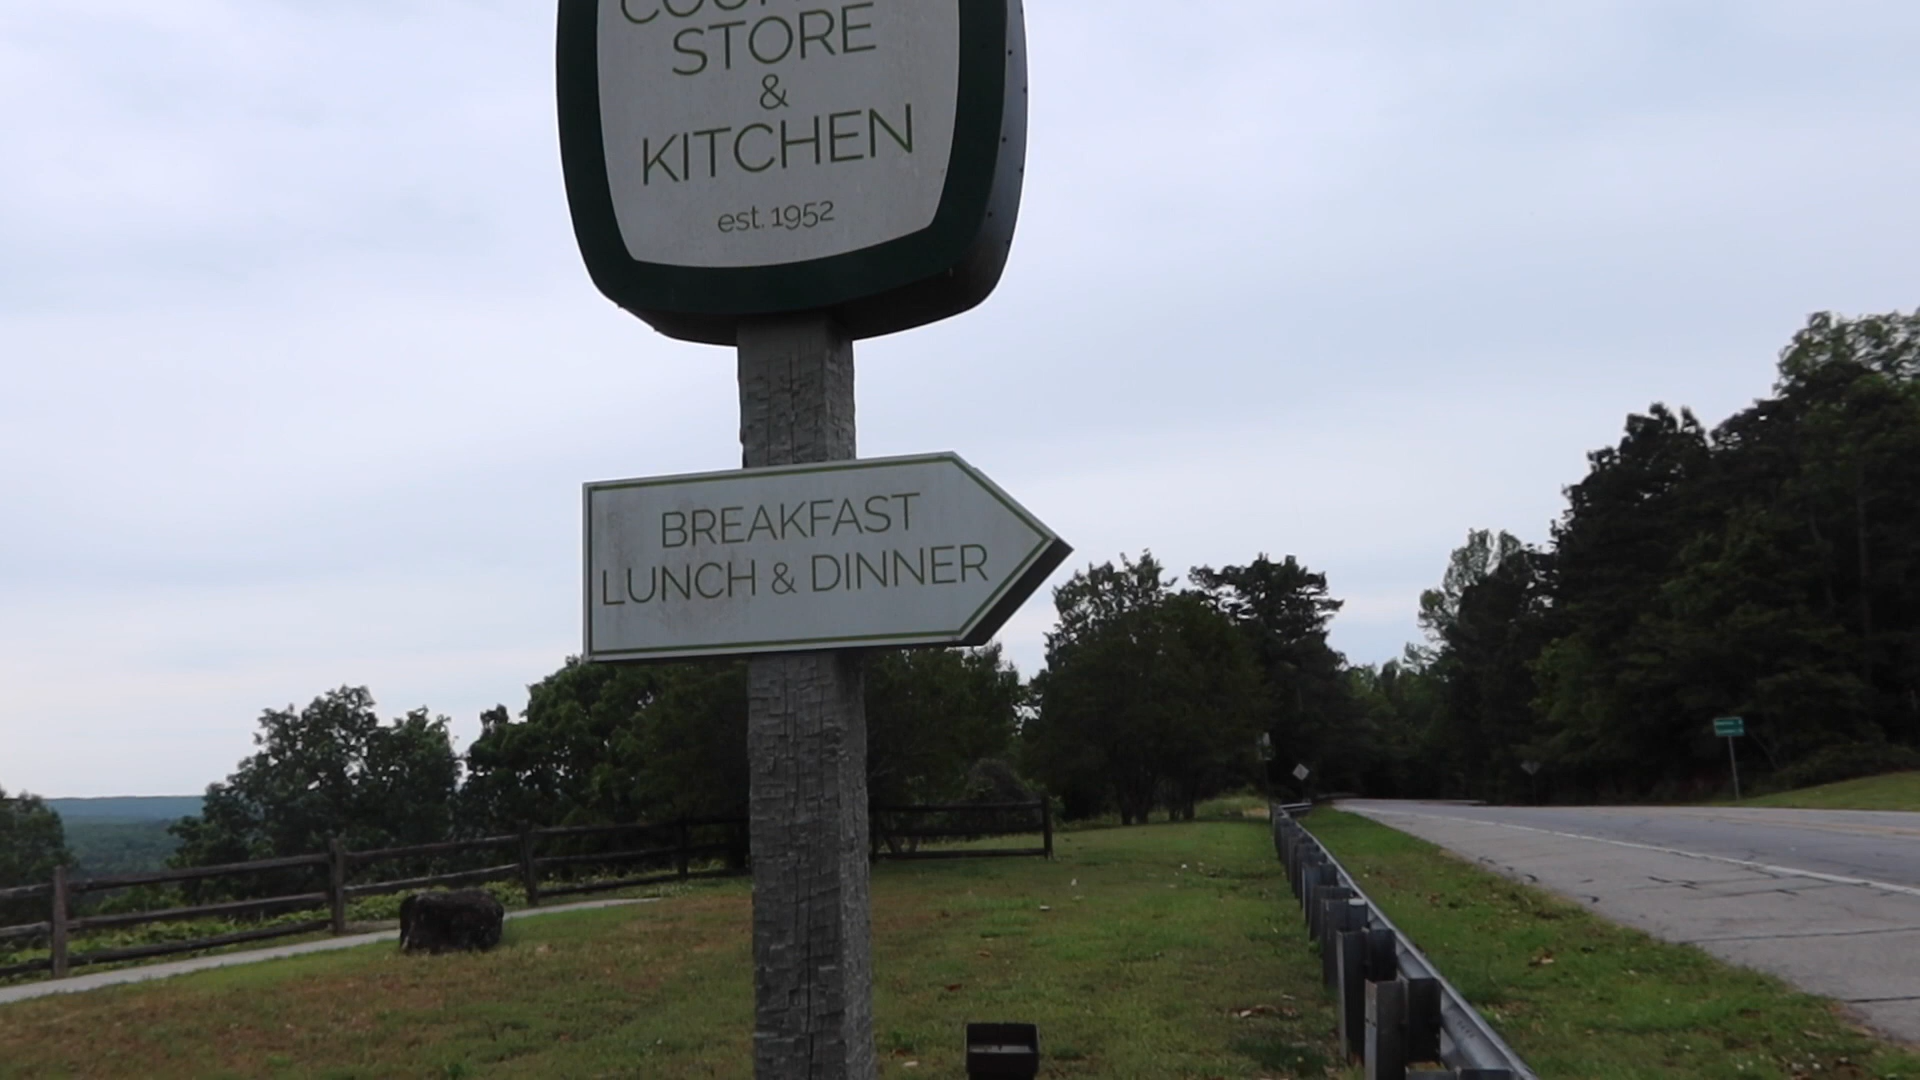 STORE
&
KITCHEN
est. 1952
BREAKFAST
LUNCH & DINNER